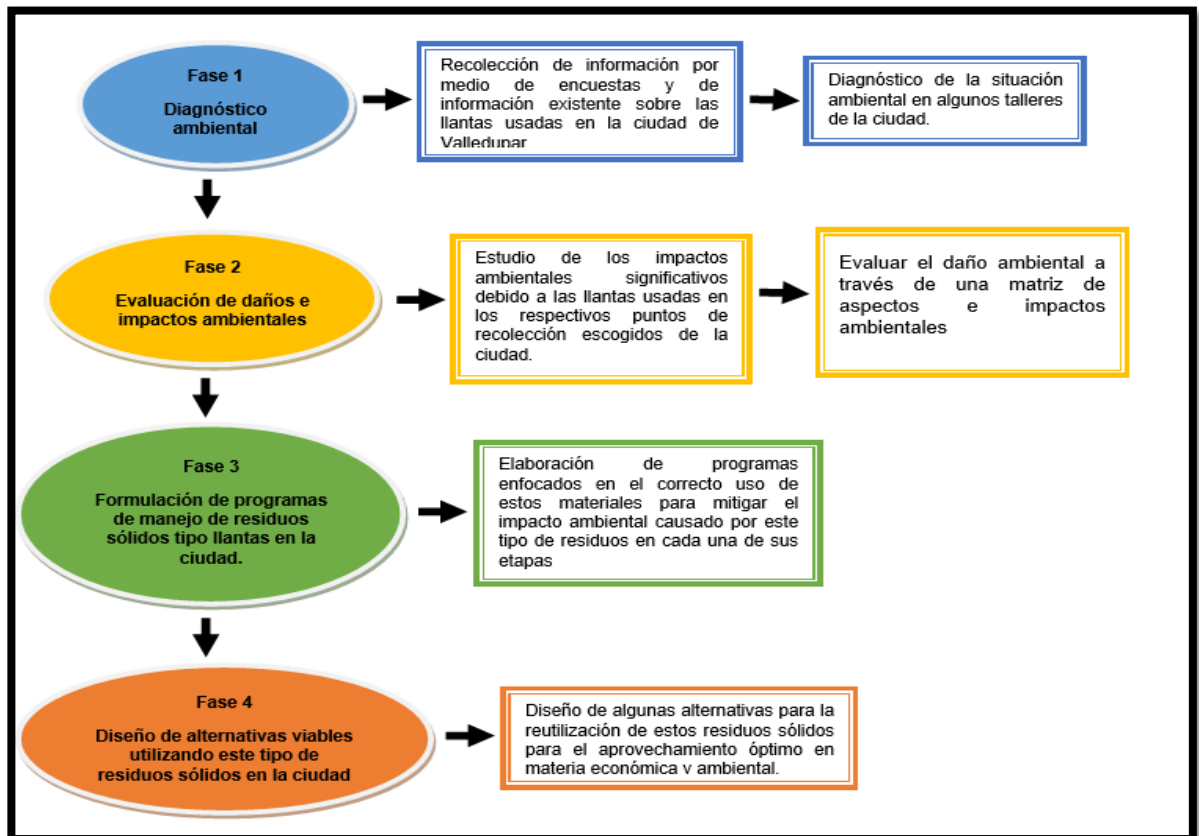 Fase 1
Diagnóstico
ambiental
Recolección de información por
medio de encuestas y de
información existente sobre las
llantas usadas en la ciudad de
Valledupar
Diagnóstico de la situación
ambiental en algunos talleres
de la ciudad.
Fase 2
Evaluación de daños e
impactos ambientales
Estudio de los impactos
ambientales significativos
debido a las llantas usadas en
los respectivos puntos de
recolección escogidos de la
ciudad.
Evaluar el daño ambiental a
través de una matriz de
aspectos e impactos
ambientales
Fase 3
Formulación de programas
de manejo de residuos
sólidos tipo llantas en la
ciudad.
Elaboración de programas
enfocados en el correcto uso de
estos materiales para mitigar el
impacto ambiental causado por este
tipo de residuos en cada una de sus
etapas
Fase 4
Diseño de alternativas viables
utilizando este tipo de
residuos sólidos en la ciudad
Diseño de algunas alternativas para la
reutilización de estos residuos sólidos
para el aprovechamiento óptimo en
materia económica y ambiental.